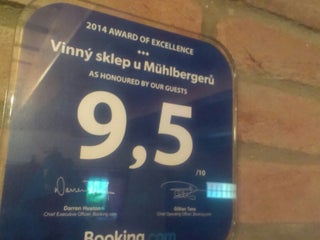 2014 AWARD OF EXCELLENCE
Vinný sklep u Mühlbergerů
AS HONOURED BY OUR GUESTS
9,5
/10
Darren Huston
Chief Executive Officer, Booking.com
Gillian Tans
Chief Operating Officer, Booking.com
Booking.com